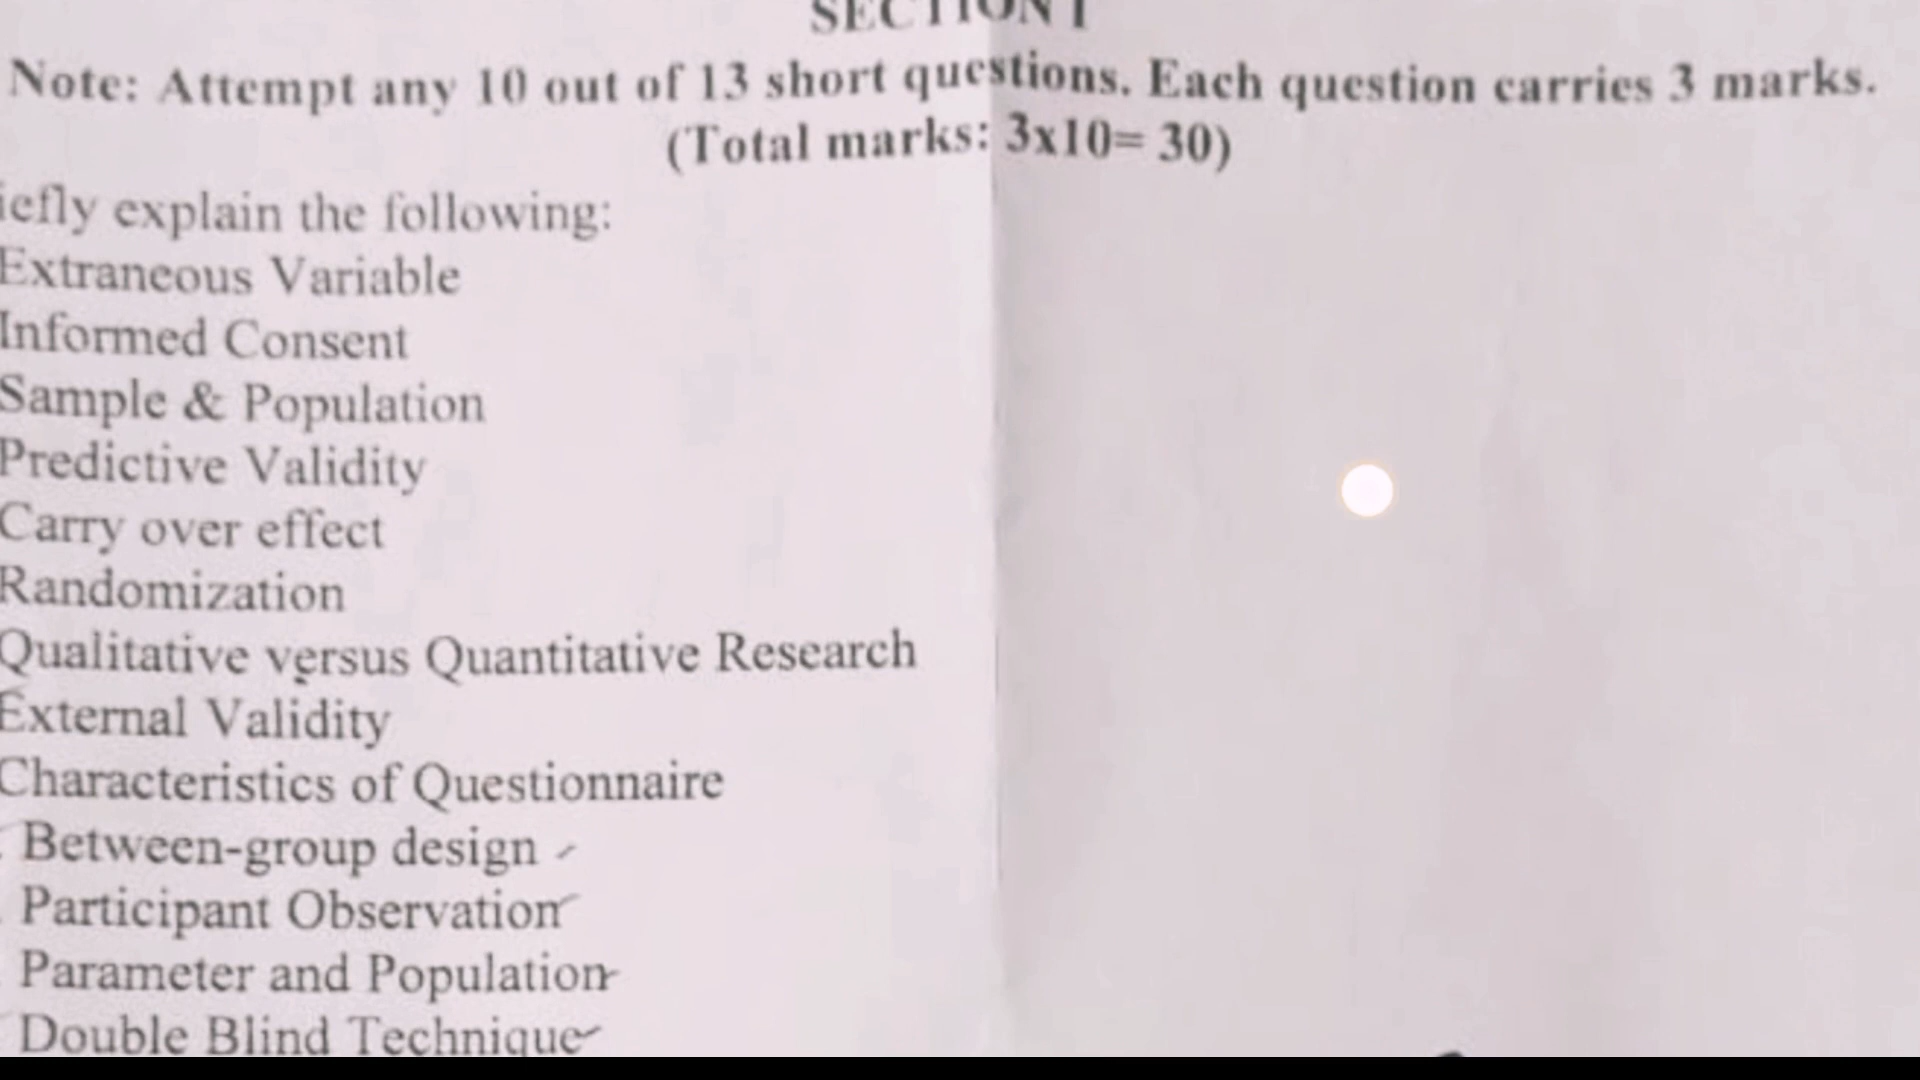 SECTION I
Note: Attempt any 10 out of 13 short questions. Each question carries 3 marks.
(Total marks: 3x10= 30)
iefly explain the following:
Extraneous Variable
Informed Consent
Sample & Population
Predictive Validity
Carry over effect
Randomization
Qualitative versus Quantitative Research
External Validity
Characteristics of Questionnaire
Between-group design
Participant Observation
Parameter and Population
Double Blind Technique